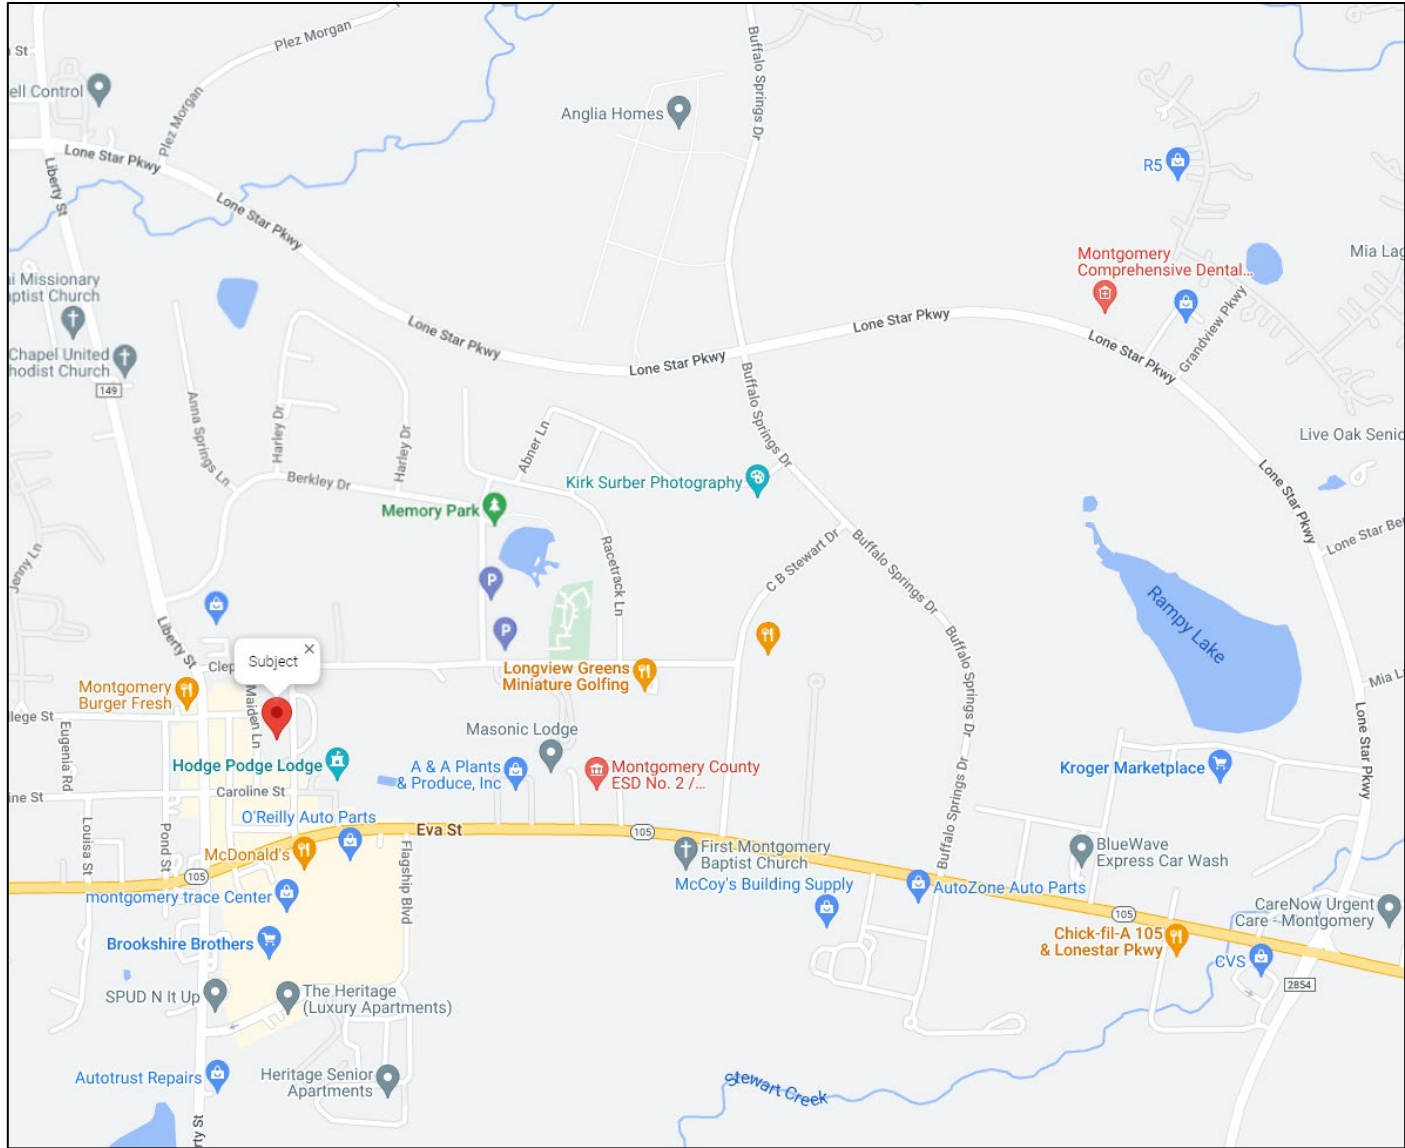 Plez Morgan
Buffalo Springs Dr
St
ell Control
Plez Morgan
Anglia Homes
Lone Star Pkwy
R5
Liberty St
Lone Star Pkwy
Montgomery
Comprehensive Dental...
Mia Lag
i Missionary
aptist Church
Grandview Pkwy
Lone Star Pkwy
Lone Star Pkwy
Lone Star Pkwy
Lone Star Pkwy
Chapel United
hodist Church
149
Anna Springs Ln
Harley Dr
Harley Dr
Buffalo Springs Dr
Abner Ln
Live Oak Senio
Berkley Dr
Kirk Surber Photography
Lone Star Pkwy
Memory Park
Lone Star Be
Jenny Ln
Racetrack Ln
C B Stewart Dr
Buffalo Springs Dr
P
P
Rampy Lake
Liberty St
Buffalo Springs Dr
Subject
Clep
Longview Greens
Miniature Golfing
Mia L
Montgomery
Burger Fresh
Maiden Ln
llege St
Eugenia Rd
Lone Star Pkwy
Masonic Lodge
Hodge Podge Lodge
A & A Plants
& Produce, Inc
Montgomery County
ESD No. 2 /...
Kroger Marketplace
Caroline St
ine St
Buffalo Springs Dr
O'Reilly Auto Parts
Eva St
105
Louisa St
Pond St
McDonald's
Flagship Blvd
First Montgomery
Baptist Church
BlueWave
Express Car Wash
105
montgomery trace Center
McCoy's Building Supply
AutoZone Auto Parts
105
CareNow Urgent
Care - Montgomery
Brookshire Brothers
Chick-fil-A 105
& Lonestar Pkwy
CVS
2854
SPUD N It Up
The Heritage
(Luxury Apartments)
Autotrust Repairs
Heritage Senior
Apartments
Stewart Creek
rty St